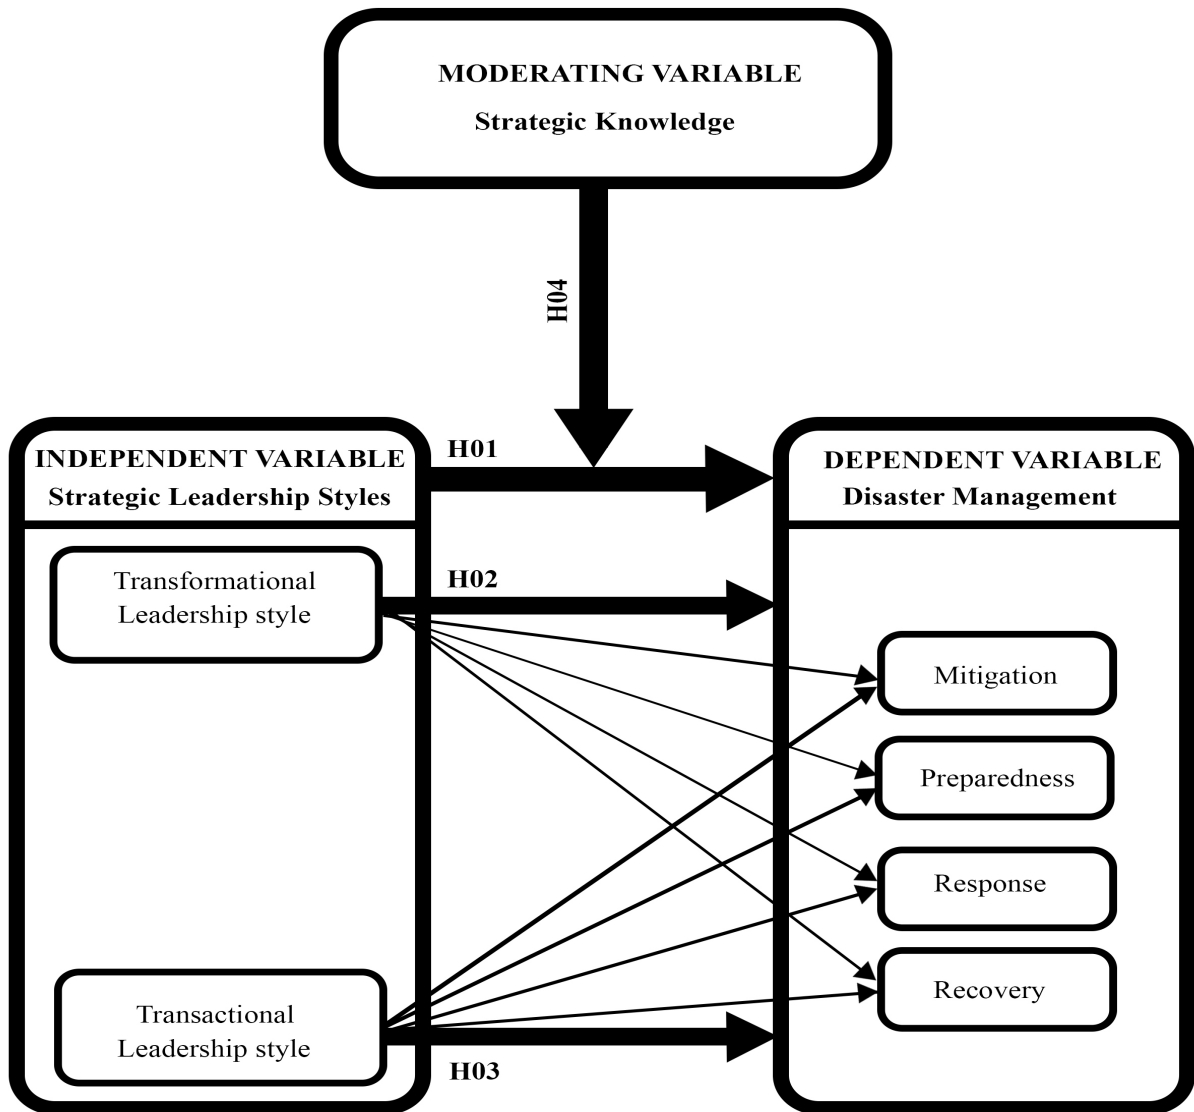 MODERATING VARIABLE
Strategic Knowledge
H04
INDEPENDENT VARIABLE
Strategic Leadership Styles
H01
DEPENDENT VARIABLE
Disaster Management
Transformational
Leadership style
H02
Mitigation
Preparedness
Response
Recovery
Transactional
Leadership style
H03